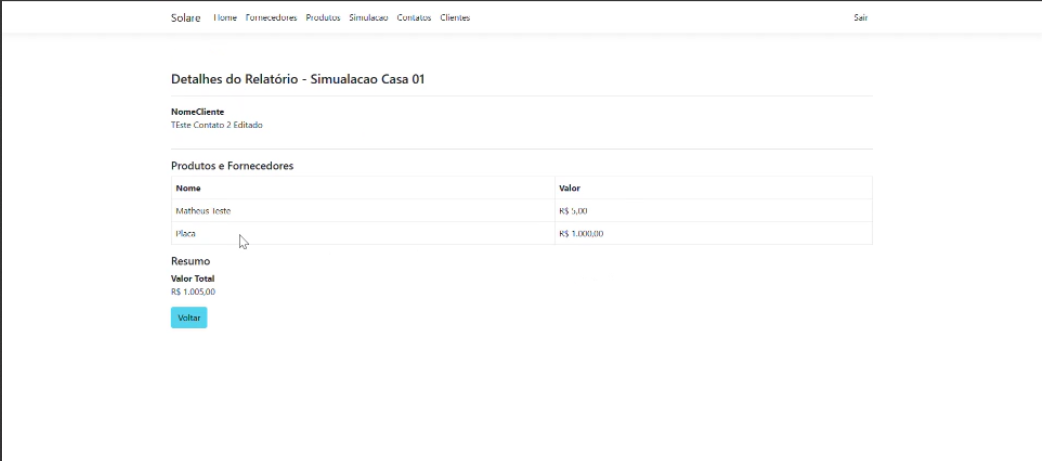 Solare Home Fornecedores Produtos Simulacao Contatos Clientes Sair
Detalhes do Relatório - Simualacao Casa 01
NomeCliente
TEste Contato 2 Editado
Produtos e Fornecedores
Nome Valor
Matheus Teste R$ 5,00
Placa R$ 1.000,00
Resumo
Valor Total
R$ 1.005,00
Voltar